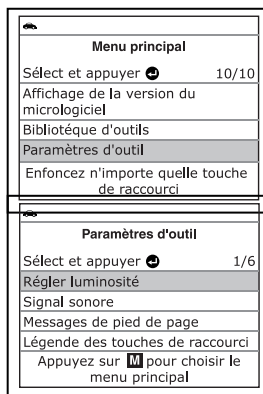 Menu principal
Sélect et appuyer 10/10
Affichage de la version du
micrologiciel
Bibliotéque d'outils
Paramètres d'outil
Enfoncez n'importe quelle touche
de raccourci
Paramètres d'outil
Sélect et appuyer 1/6
Régler luminosité
Signal sonore
Messages de pied de page
Légende des touches de raccourci
Appuyez sur M pour choisir le
menu principal